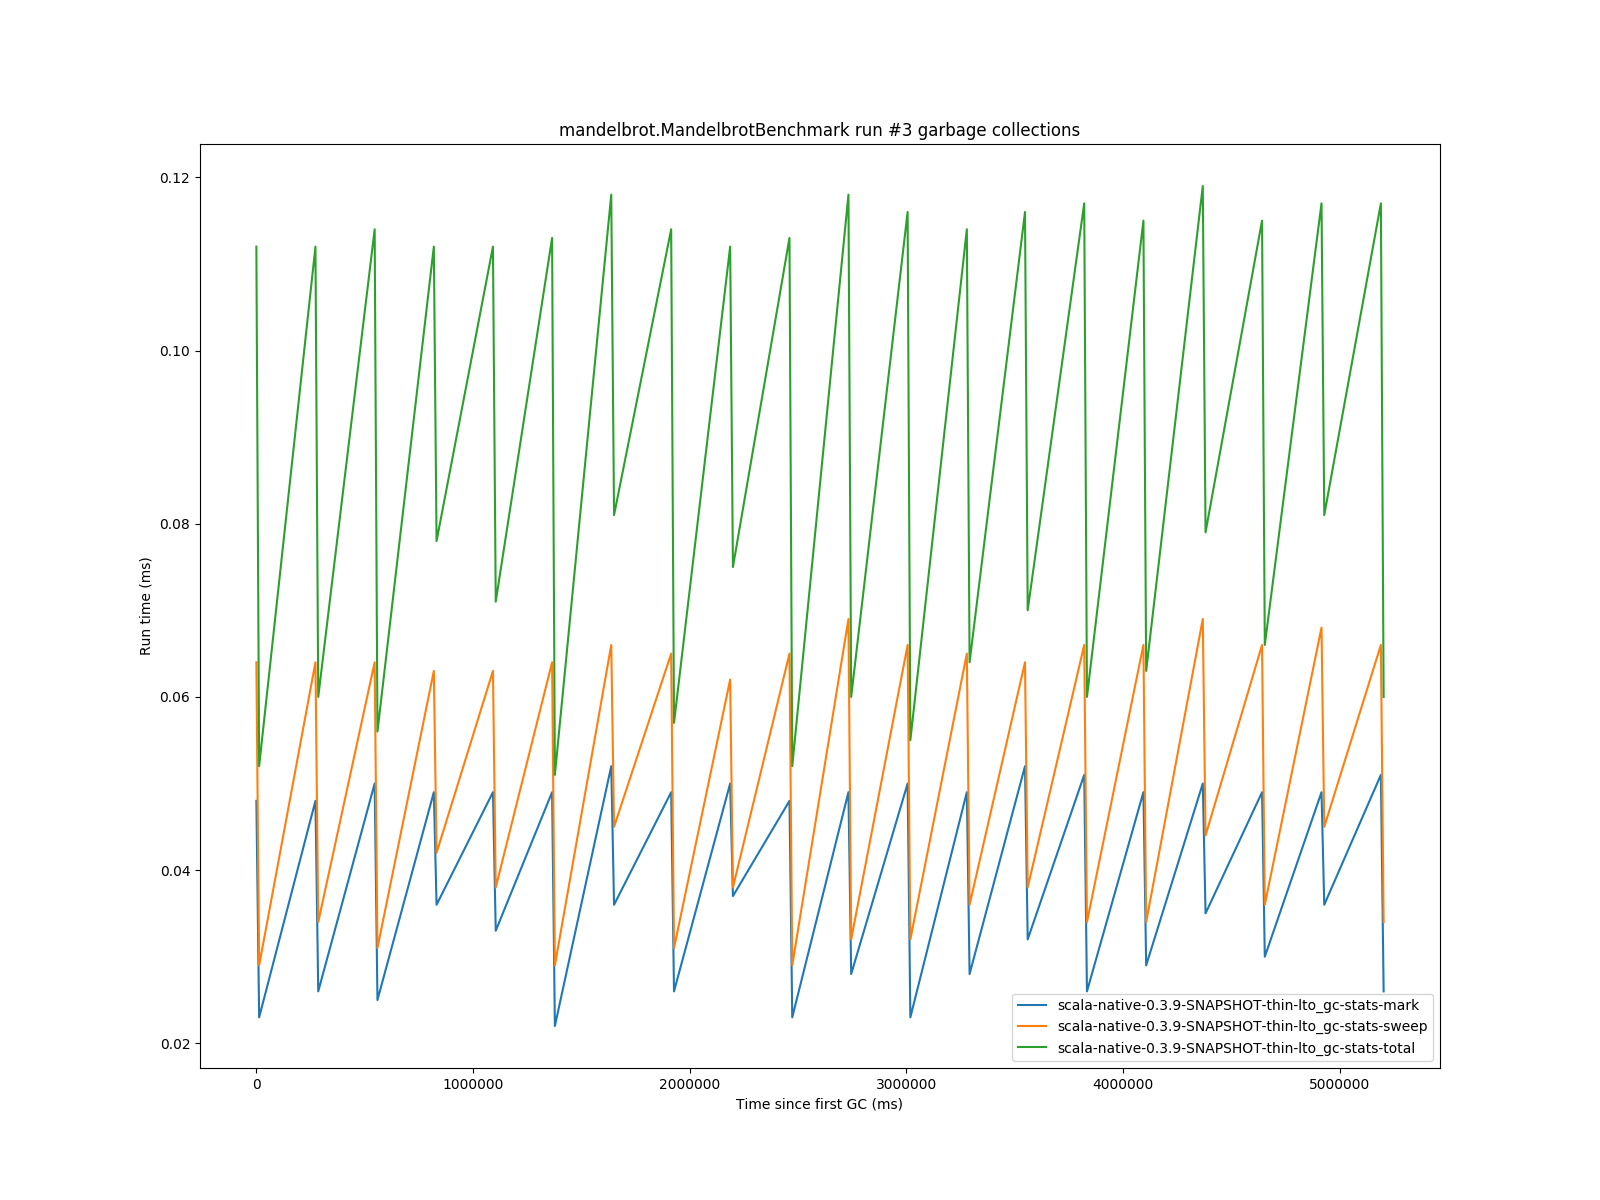 mandelbrot.MandelbrotBenchmark run #3 garbage collections
0.12
0.10
0.08
0.06
0.04
0.02
Run time (ms)
0 1000000 2000000 3000000 4000000 5000000
Time since first GC (ms)
scala-native-0.3.9-SNAPSHOT-thin-lto_gc-stats-mark
scala-native-0.3.9-SNAPSHOT-thin-lto_gc-stats-sweep
scala-native-0.3.9-SNAPSHOT-thin-lto_gc-stats-total